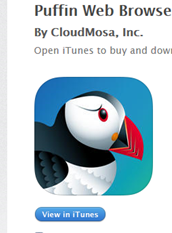 Puffin Web Browse
By CloudMosa, Inc.
Open iTunes to buy and dow
View in iTunes